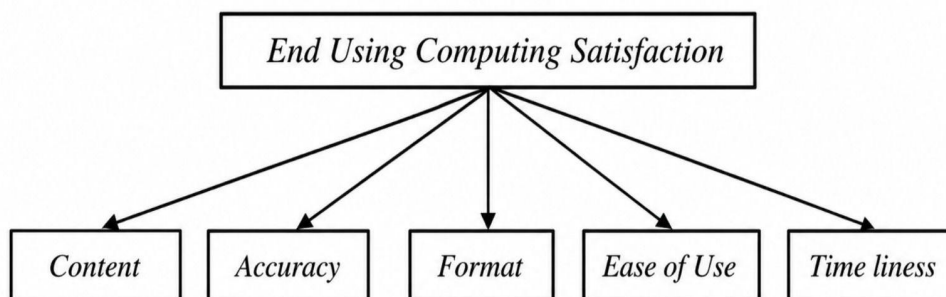 End Using Computing Satisfaction
Content
Accuracy
Format
Ease of Use
Time liness